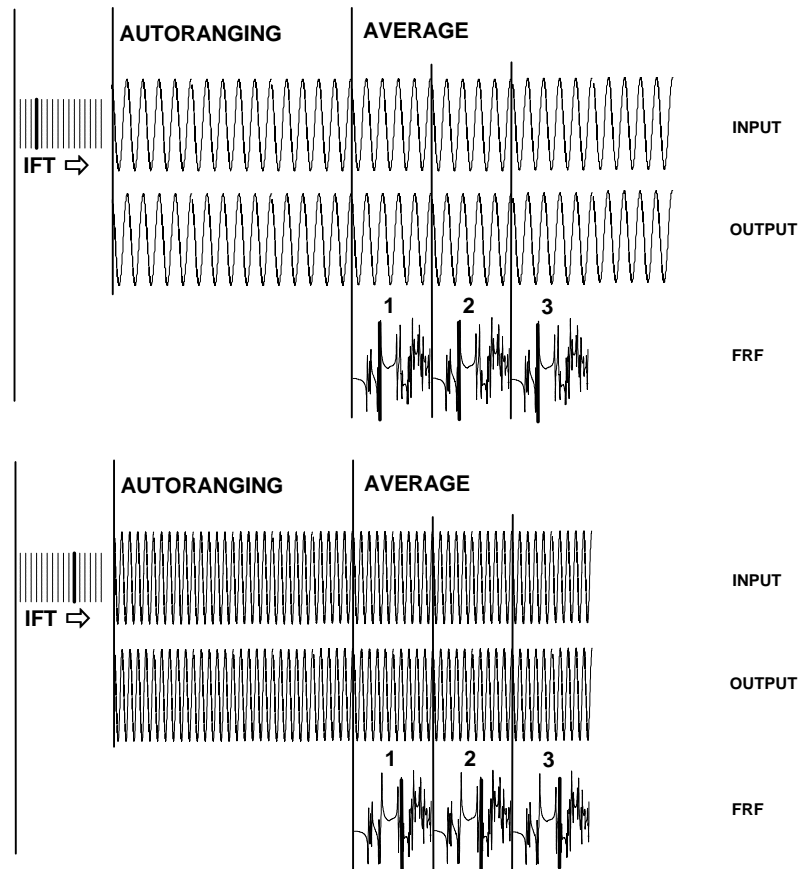 AUTORANGING AVERAGE
INPUT
IFT
OUTPUT
1 2 3
FRF
AUTORANGING AVERAGE
INPUT
IFT
OUTPUT
1 2 3
FRF